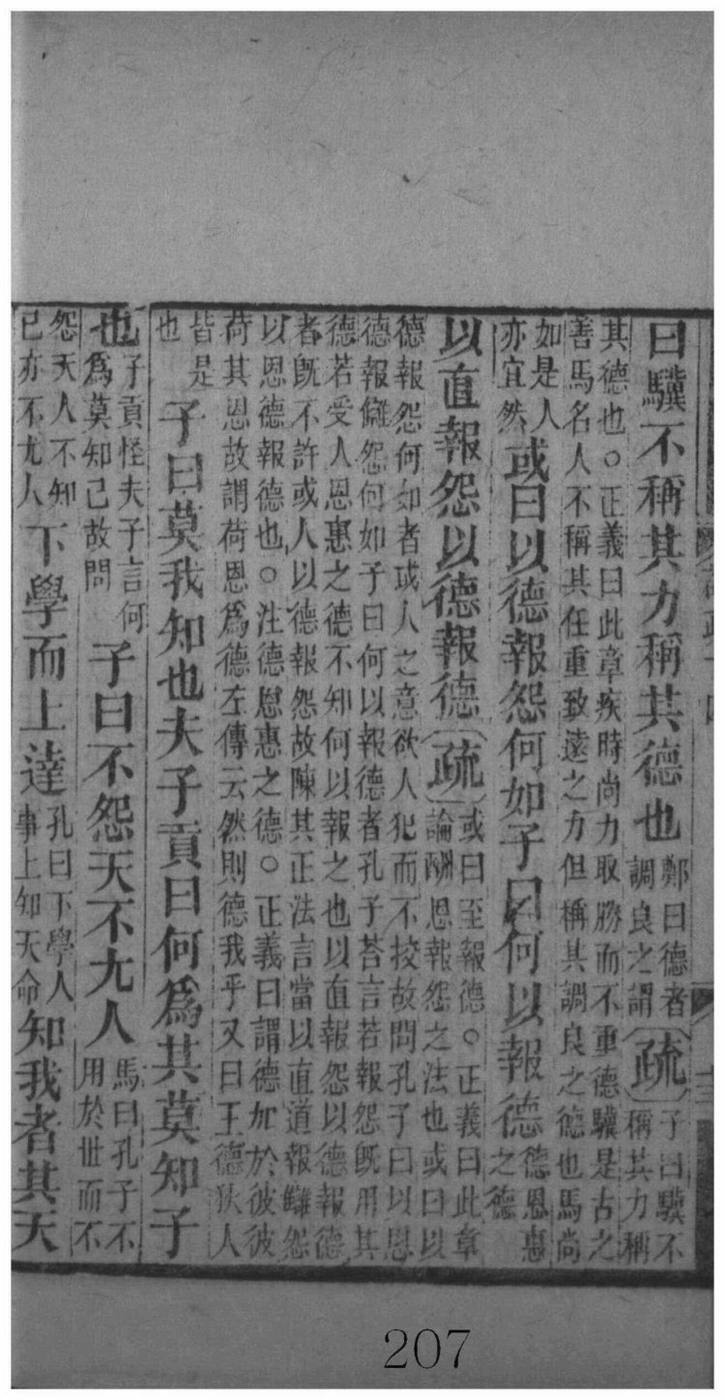 曰驥不稱其力稱其德也鄭曰德者調良之謂疏子曰驥不稱其力稱
其德也○正義曰此章疾時尚力取勝而不重德驥是古之
善馬名人不稱其任重致遠之力但稱其調良之德也馬尚
如是人亦宜然或曰以德報怨何如子曰何以報德德恩惠之德
以直報怨以德報德疏或曰至報德○正義曰此章論酬恩報怨之法也或曰以
德報怨何如者或人之意欲人犯而不挍故問孔子曰以恩
德報讎怨何如子曰何以報德者孔子荅言若報怨既用其
德若受人恩惠之德不知何以報之也以直報怨以德報德
者既不許或人以德報怨故陳其正法言當以直道報讎怨
以恩德報德也○注德恩惠之德○正義曰謂德加於彼彼
荷其恩故謂荷恩爲德左傳云然則德我乎又曰王德狄人
皆是也子曰莫我知也夫子貢曰何爲其莫知子
也子貢怪夫子言何爲莫知己故問子曰不怨天不尤人馬曰孔子不用於世而不
怨天人不知己亦不尤人下學而上達孔曰下學人事上知天命知我者其天
207